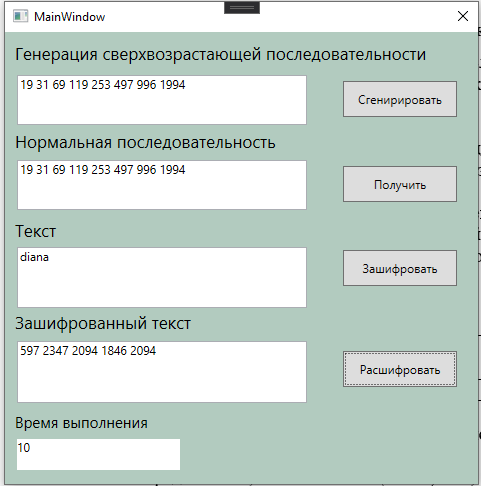 MainWindow
Генерация сверхвозрастающей последовательности
19 31 69 119 253 497 996 1994
Сгенирировать
Нормальная последовательность
19 31 69 119 253 497 996 1994
Получить
Текст
diana
Зашифровать
Зашифрованный текст
597 2347 2094 1846 2094
Расшифровать
Время выполнения
10